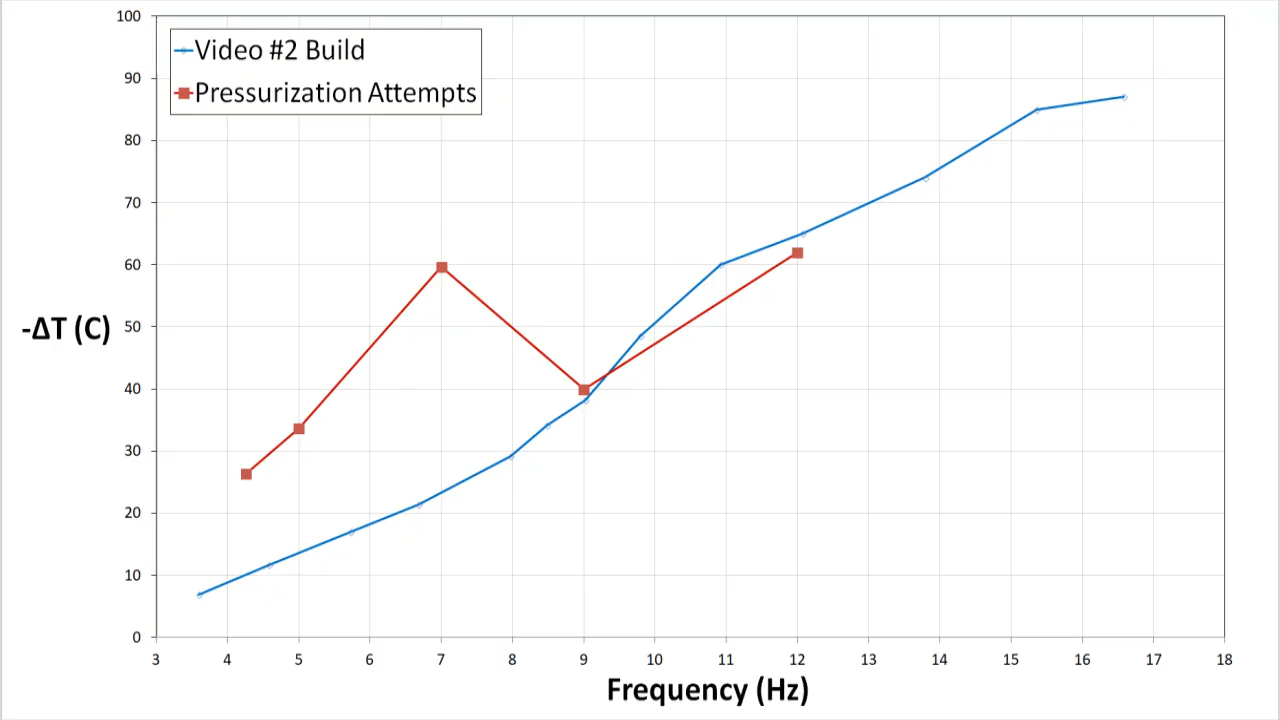 100
Video #2 Build
90
Pressurization Attempts
80
70
60
-ΔT (C)
50
40
30
20
10
0
3 4 5 6 7 8 9 10 11 12 13 14 15 16 17 18
Frequency (Hz)